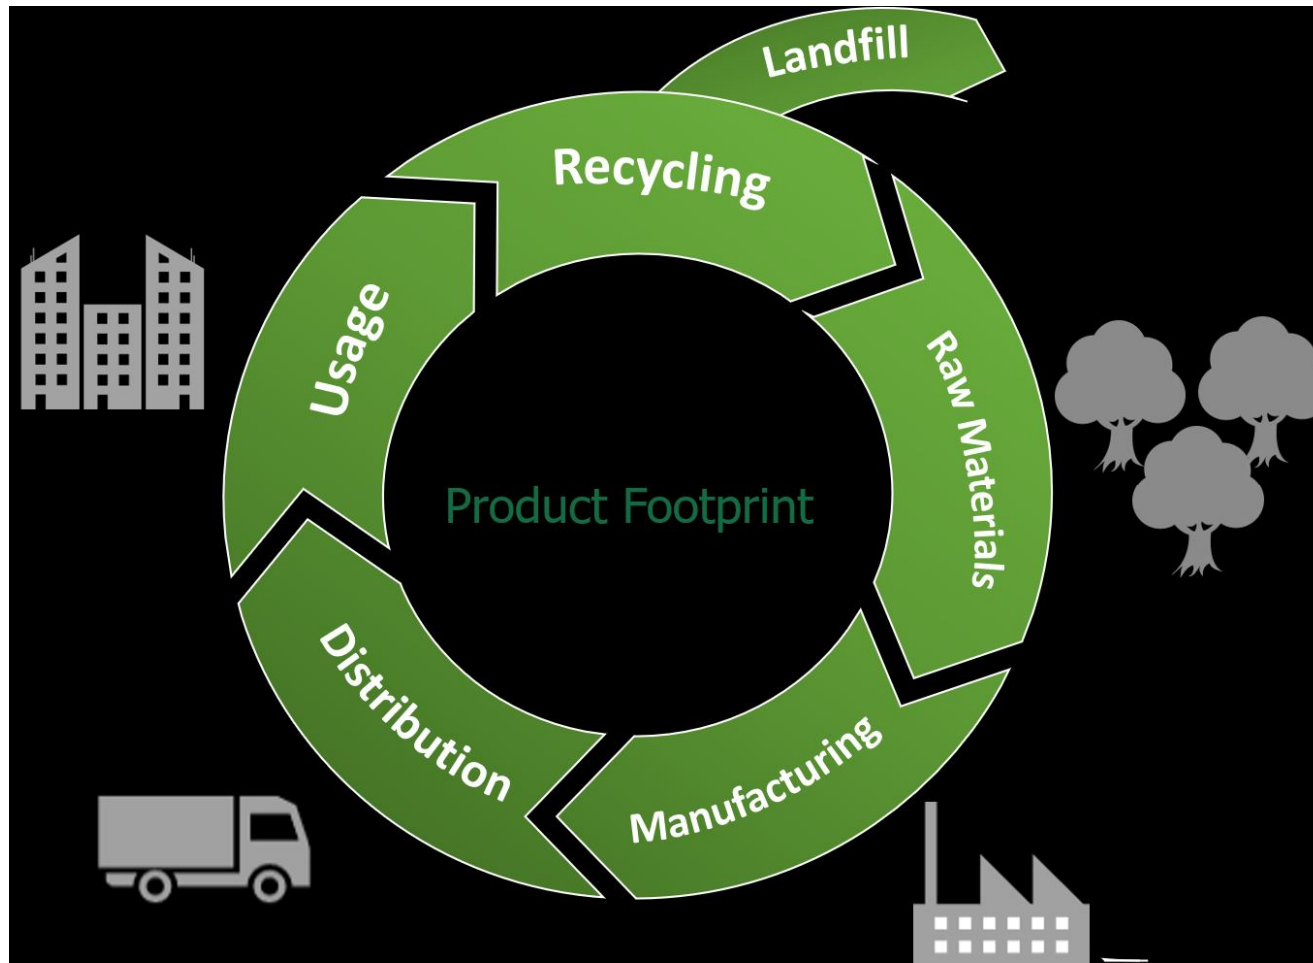 Landfill
Recycling
Usage
Raw Materials
Product Footprint
Distribution
Manufacturing